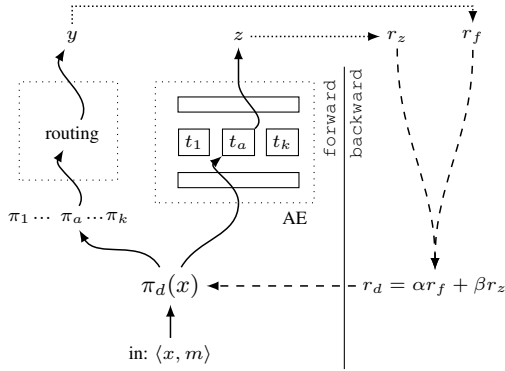 y z r_z r_f
forward
backward
routing
t_1 t_a t_k
AE
π_1 ... π_a ... π_k
π_d(x)
r_d = αr_f + βr_z
in: ⟨x, m⟩